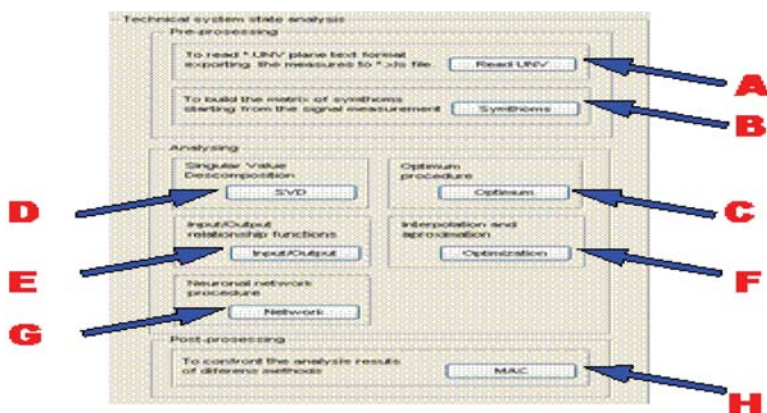 Technical system state analysis
Pre-prosessing
To read *.UNV plane text format
exporting the measures to *.xls file
Read UNV
A
To build the matrix of symthoms
starting from the signal measurement
Symthoms
B
Analysing
Singular Value
Descomposition
SVD
D
Optimum
procedure
Optimum
C
Input/Output
relationship functions
Input/Output
E
Interpolation and
aproximation
Optimization
F
Neuronal network
procedure
Network
G
Post-prosessing
To confront the analysis results
of diferens methods
MAC
H